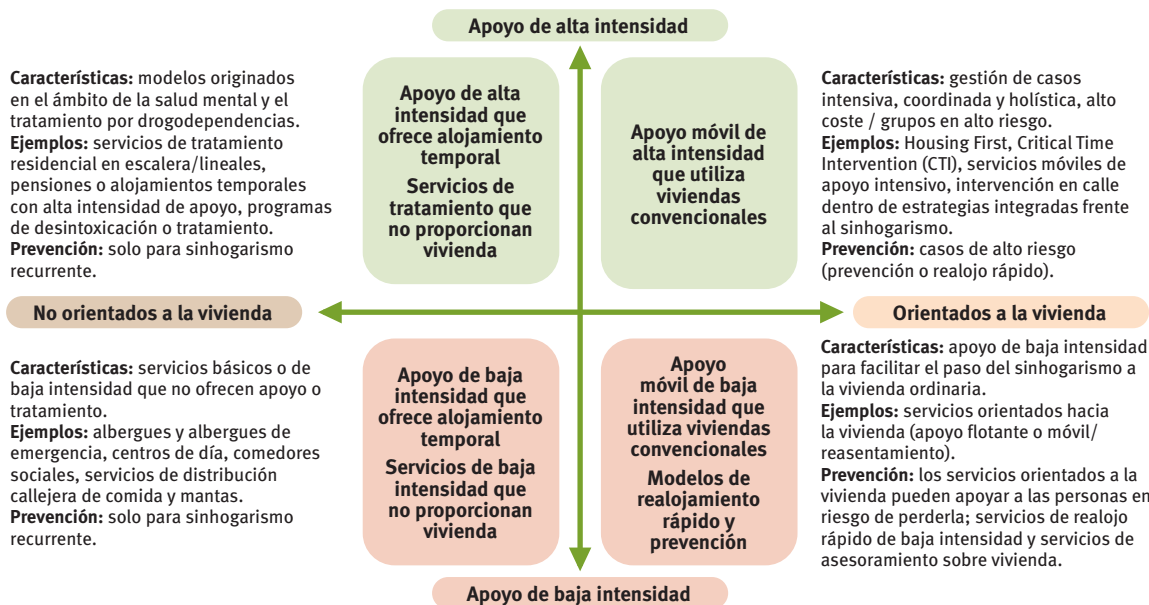 Apoyo de alta intensidad
Características: modelos originados
en el ámbito de la salud mental y el
tratamiento por drogodependencias.
Ejemplos: servicios de tratamiento
residencial en escalera/lineales,
pensiones o alojamientos temporales
con alta intensidad de apoyo, programas
de desintoxicación o tratamiento.
Prevención: solo para sinhogarismo
recurrente.
Apoyo de alta
intensidad que
ofrece alojamiento
temporal
Servicios de
tratamiento que
no proporcionan
vivienda
Apoyo móvil de
alta intensidad
que utiliza
viviendas
convencionales
Características: gestión de casos
intensiva, coordinada y holística, alto
coste / grupos en alto riesgo.
Ejemplos: Housing First, Critical Time
Intervention (CTI), servicios móviles de
apoyo intensivo, intervención en calle
dentro de estrategias integradas frente
al sinhogarismo.
Prevención: casos de alto riesgo
(prevención o realojo rápido).
No orientados a la vivienda
Orientados a la vivienda
Características: servicios básicos o de
baja intensidad que no ofrecen apoyo o
tratamiento.
Ejemplos: albergues y albergues de
emergencia, centros de día, comedores
sociales, servicios de distribución
callejera de comida y mantas.
Prevención: solo para sinhogarismo
recurrente.
Apoyo de baja
intensidad que
ofrece alojamiento
temporal
Servicios de baja
intensidad que
no proporcionan
vivienda
Apoyo
móvil de baja
intensidad que
utiliza viviendas
convencionales
Modelos de
realojamiento
rápido y
prevención
Características: apoyo de baja intensidad
para facilitar el paso del sinhogarismo a
la vivienda ordinaria.
Ejemplos: servicios orientados hacia
la vivienda (apoyo flotante o móvil/
reasentamiento).
Prevención: los servicios orientados a la
vivienda pueden apoyar a las personas en
riesgo de perderla; servicios de realojo
rápido de baja intensidad y servicios de
asesoramiento sobre vivienda.
Apoyo de baja intensidad